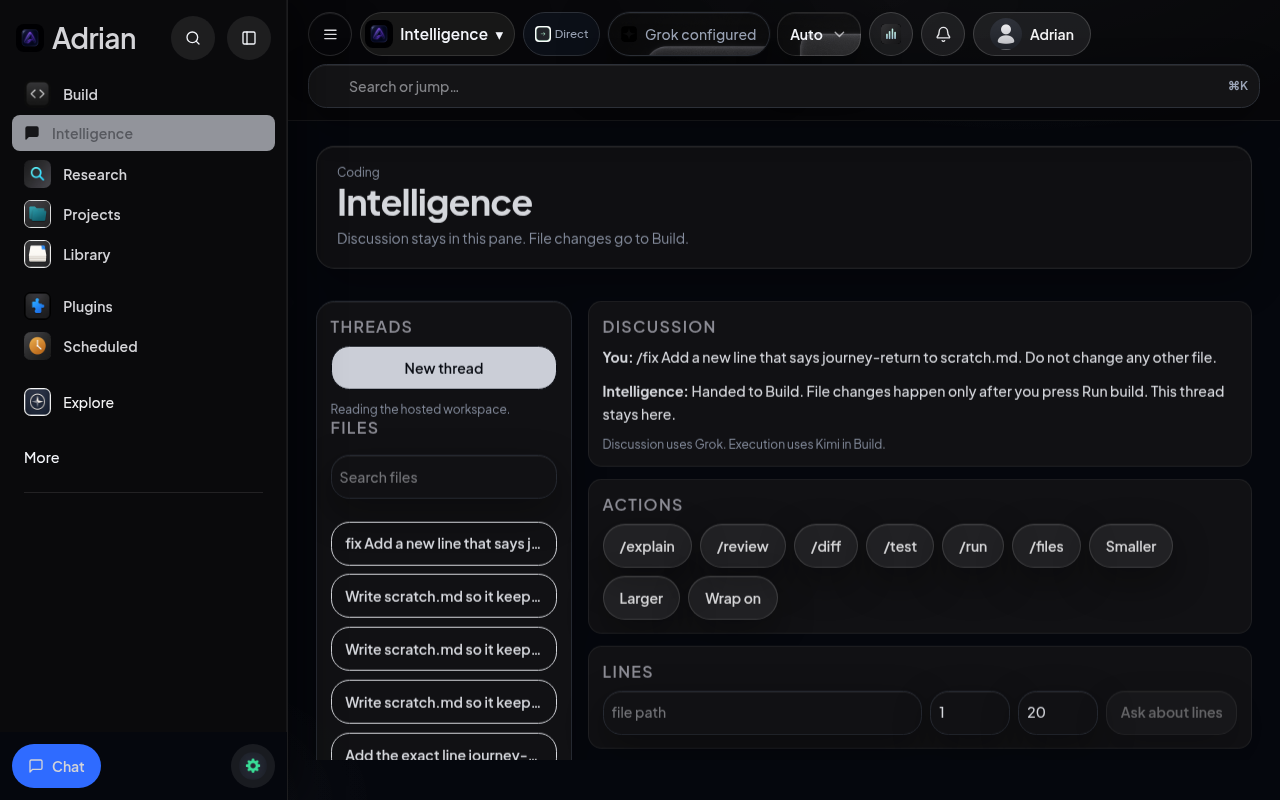 Adrian
Build
Intelligence
Research
Projects
Library
Plugins
Scheduled
Explore
More
Chat
Intelligence ▾
Direct
Grok configured
Auto
Adrian
Search or jump…
⌘K
Coding
Intelligence
Discussion stays in this pane. File changes go to Build.
THREADS
New thread
Reading the hosted workspace.
FILES
Search files
fix Add a new line that says j…
Write scratch.md so it keep…
Write scratch.md so it keep…
Write scratch.md so it keep…
Add the exact line journey-…
DISCUSSION
You: /fix Add a new line that says journey-return to scratch.md. Do not change any other file.
Intelligence: Handed to Build. File changes happen only after you press Run build. This thread
stays here.
Discussion uses Grok. Execution uses Kimi in Build.
ACTIONS
/explain
/review
/diff
/test
/run
/files
Smaller
Larger
Wrap on
LINES
file path
1
20
Ask about lines